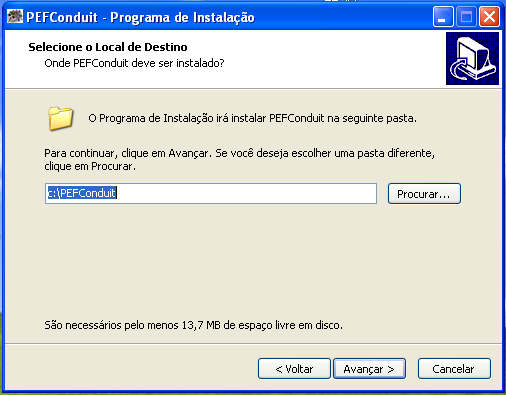 PEFConduit - Programa de Instalação
Selecione o Local de Destino
Onde PEFConduit deve ser instalado?
O Programa de Instalação irá instalar PEFConduit na seguinte pasta.
Para continuar, clique em Avançar. Se você deseja escolher uma pasta diferente,
clique em Procurar.
c:\PEFConduit
Procurar...
São necessários pelo menos 13,7 MB de espaço livre em disco.
< Voltar
Avançar >
Cancelar